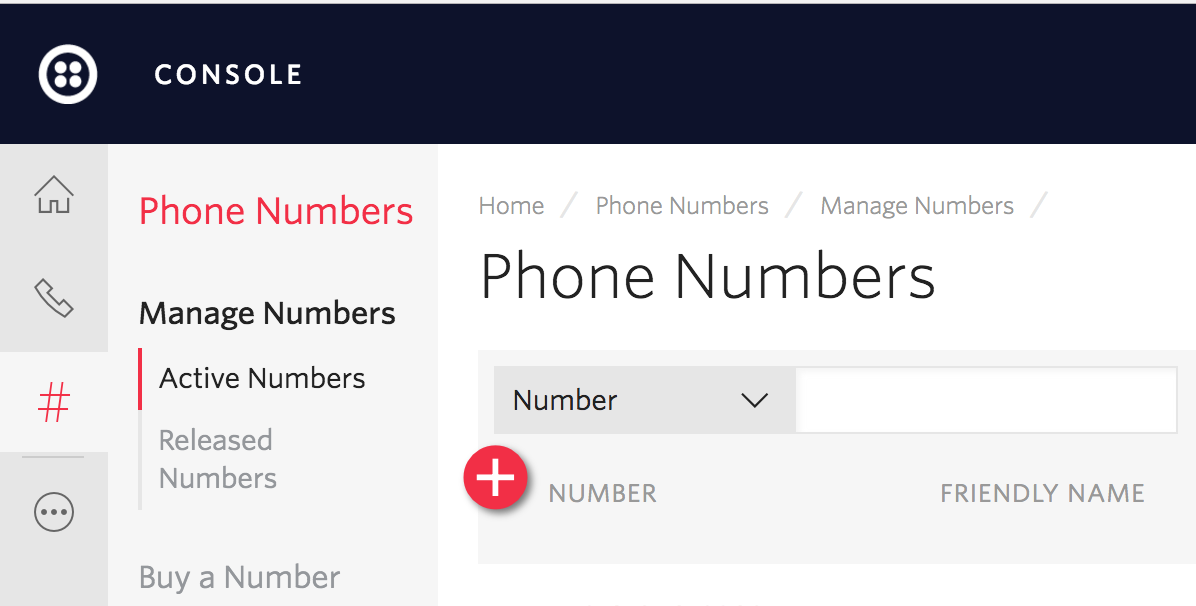 CONSOLE
Phone Numbers
Manage Numbers
Active Numbers
Released
Numbers
Buy a Number
Home / Phone Numbers / Manage Numbers /
Phone Numbers
Number
NUMBER FRIENDLY NAME